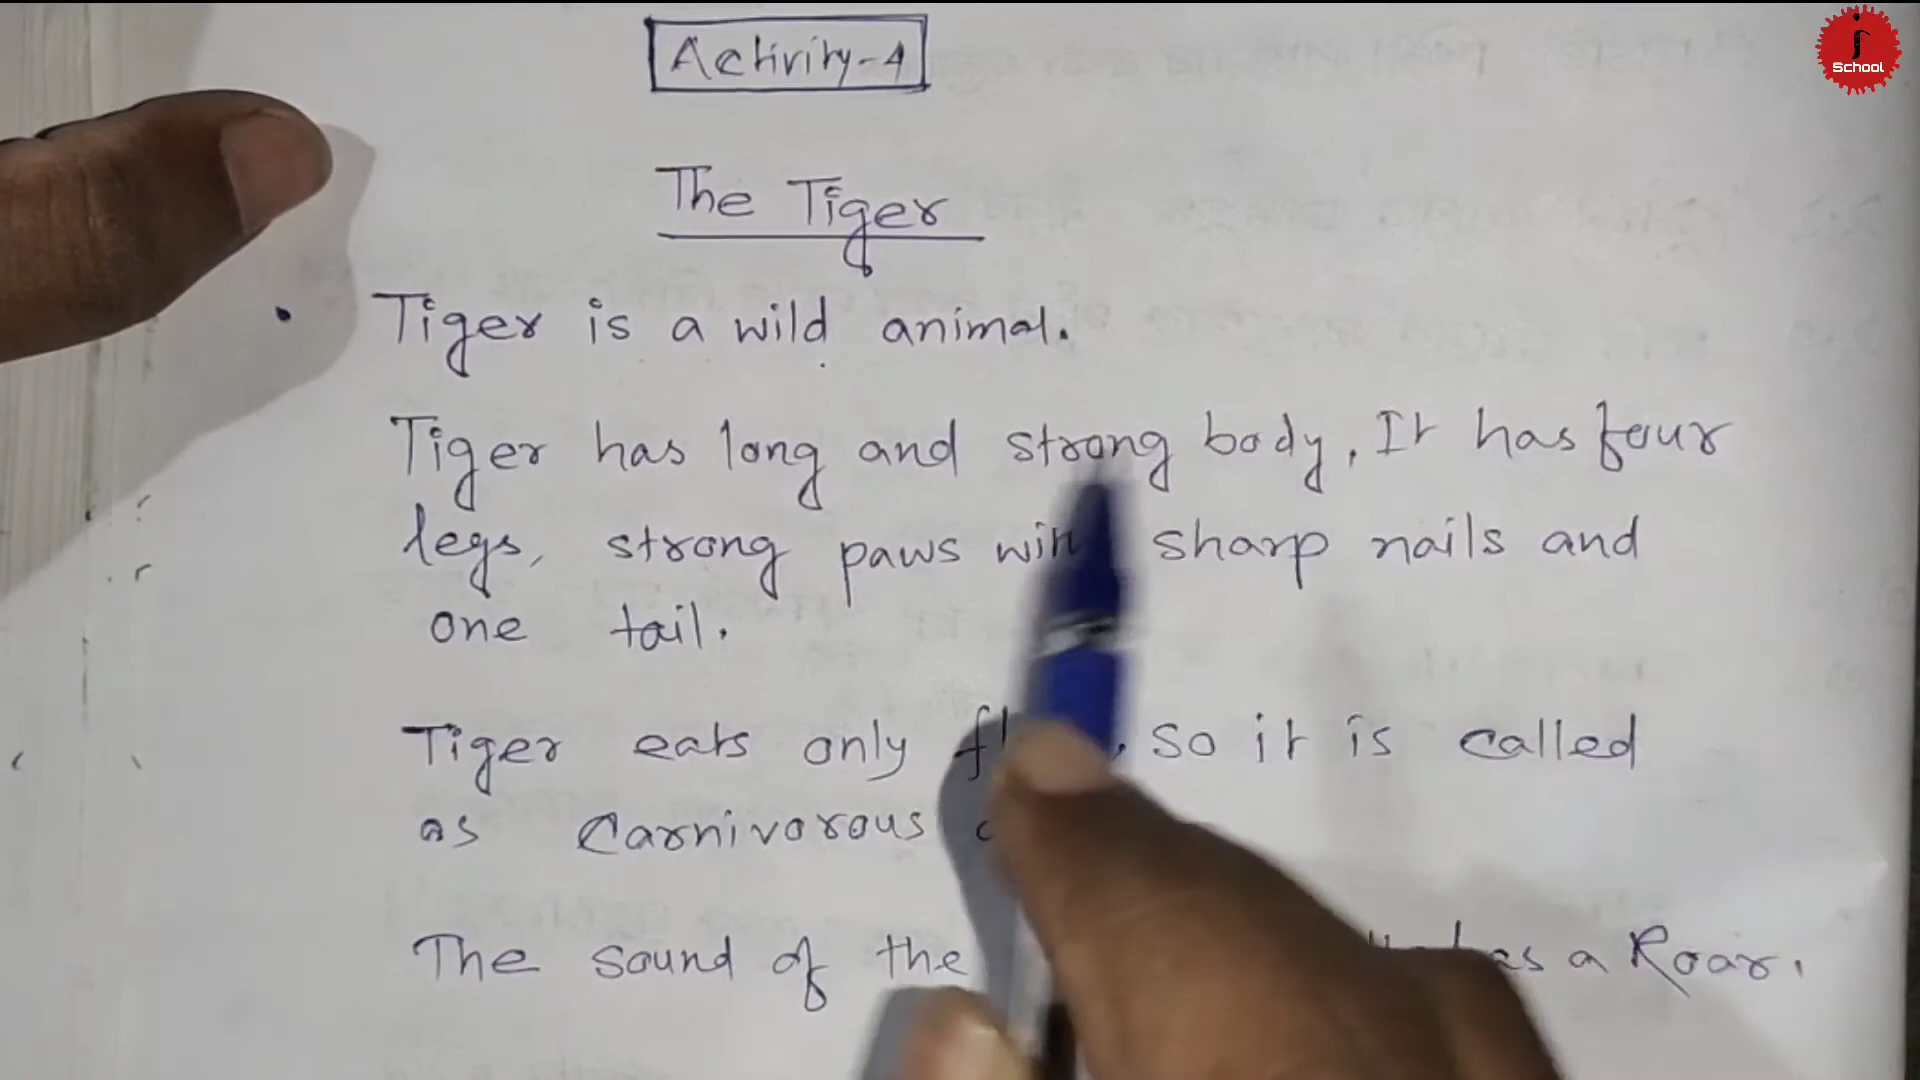 Activity-4
School
The Tiger
• Tiger is a wild animal.
Tiger has long and strong body. It has four
legs, strong paws with sharp nails and
one tail.
Tiger eats only , so it is called
as Carnivorous
The sound of the as a Roar.